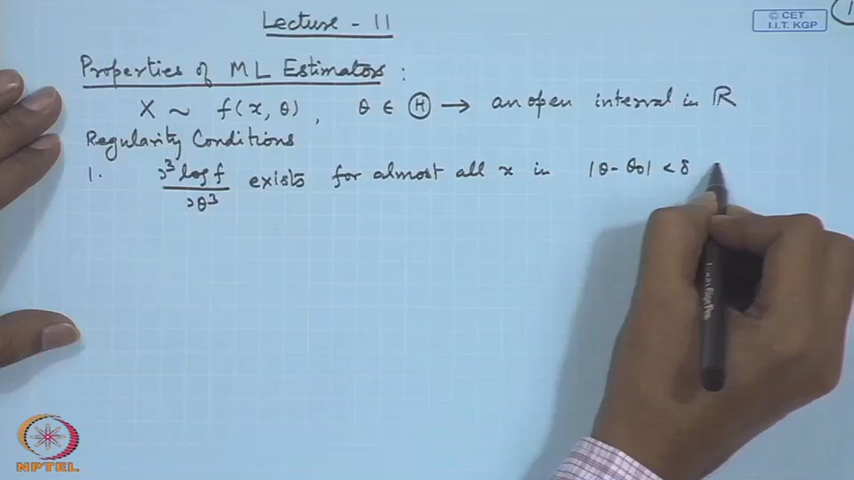 Lecture - 11
© CET
I.I.T. KGP
1
Properties of ML Estimators :
X ~ f(x, θ) , θ ∈ Ⓗ → an open interval in ℝ
Regularity Conditions
1. ∂³ log f / ∂θ³ exists for almost all x in |θ - θ0| < δ
NPTEL